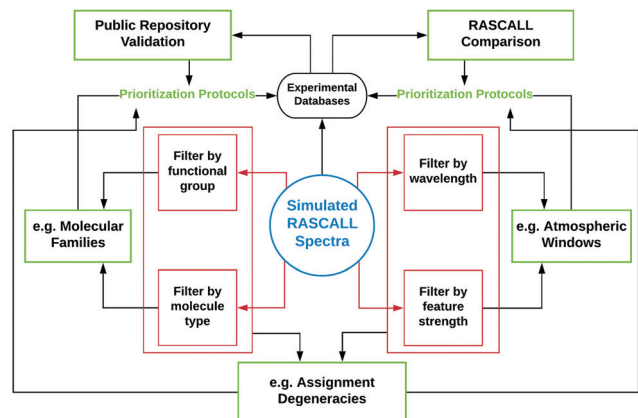 Public Repository
Validation
RASCALL
Comparison
Prioritization Protocols
Experimental
Databases
Prioritization Protocols
Filter by
functional
group
Filter by
wavelength
Simulated
RASCALL
Spectra
e.g. Molecular
Families
e.g. Atmospheric
Windows
Filter by
molecule
type
Filter by
feature
strength
e.g. Assignment
Degeneracies